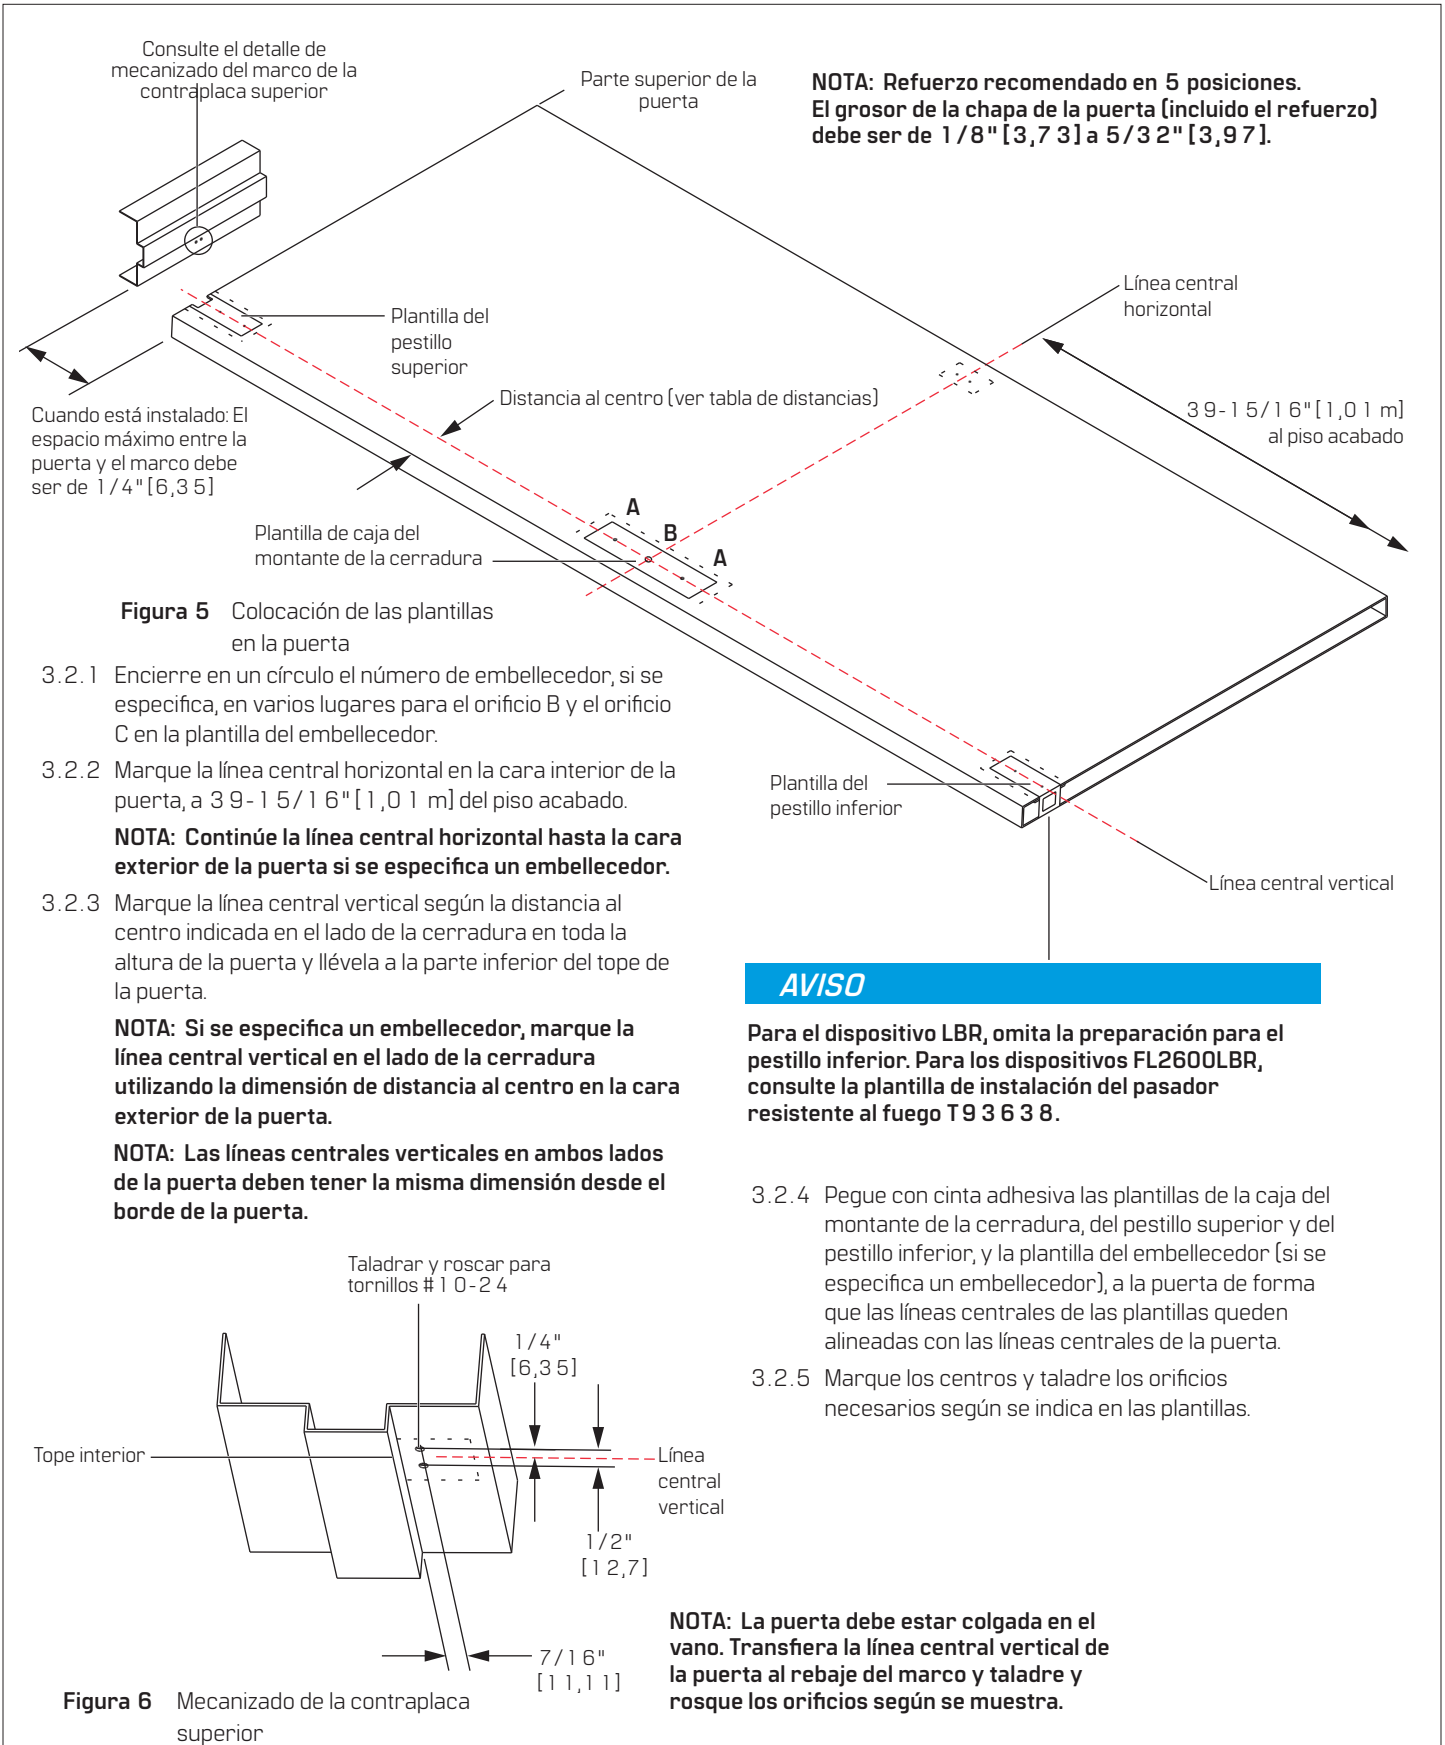 Consulte el detalle de
mecanizado del marco de la
contraplaca superior
Parte superior de la
puerta
NOTA: Refuerzo recomendado en 5 posiciones.
El grosor de la chapa de la puerta (incluido el refuerzo)
debe ser de 1/8" [3,73] a 5/32" [3,97].
Línea central
horizontal
Plantilla del
pestillo
superior
Distancia al centro (ver tabla de distancias)
39-15/16" [1,01 m]
al piso acabado
Cuando está instalado: El
espacio máximo entre la
puerta y el marco debe
ser de 1/4" [6,35]
A
B
A
Plantilla de caja del
montante de la cerradura
Figura 5 Colocación de las plantillas
en la puerta
3.2.1 Encierre en un círculo el número de embellecedor, si se
especifica, en varios lugares para el orificio B y el orificio
C en la plantilla del embellecedor.
3.2.2 Marque la línea central horizontal en la cara interior de la
puerta, a 39-15/16" [1,01 m] del piso acabado.
NOTA: Continúe la línea central horizontal hasta la cara
exterior de la puerta si se especifica un embellecedor.
3.2.3 Marque la línea central vertical según la distancia al
centro indicada en el lado de la cerradura en toda la
altura de la puerta y llévela a la parte inferior del tope de
la puerta.
NOTA: Si se especifica un embellecedor, marque la
línea central vertical en el lado de la cerradura
utilizando la dimensión de distancia al centro en la cara
exterior de la puerta.
NOTA: Las líneas centrales verticales en ambos lados
de la puerta deben tener la misma dimensión desde el
borde de la puerta.
Plantilla del
pestillo inferior
Línea central vertical
AVISO
Para el dispositivo LBR, omita la preparación para el
pestillo inferior. Para los dispositivos FL2600LBR,
consulte la plantilla de instalación del pasador
resistente al fuego T93638.
3.2.4 Pegue con cinta adhesiva las plantillas de la caja del
montante de la cerradura, del pestillo superior y del
pestillo inferior, y la plantilla del embellecedor (si se
especifica un embellecedor), a la puerta de forma
que las líneas centrales de las plantillas queden
alineadas con las líneas centrales de la puerta.
3.2.5 Marque los centros y taladre los orificios
necesarios según se indica en las plantillas.
Taladrar y roscar para
tornillos #10-24
1/4"
[6,35]
Tope interior
Línea
central
vertical
1/2"
[12,7]
7/16"
[11,11]
Figura 6 Mecanizado de la contraplaca
superior
NOTA: La puerta debe estar colgada en el
vano. Transfiera la línea central vertical de
la puerta al rebaje del marco y taladre y
rosque los orificios según se muestra.